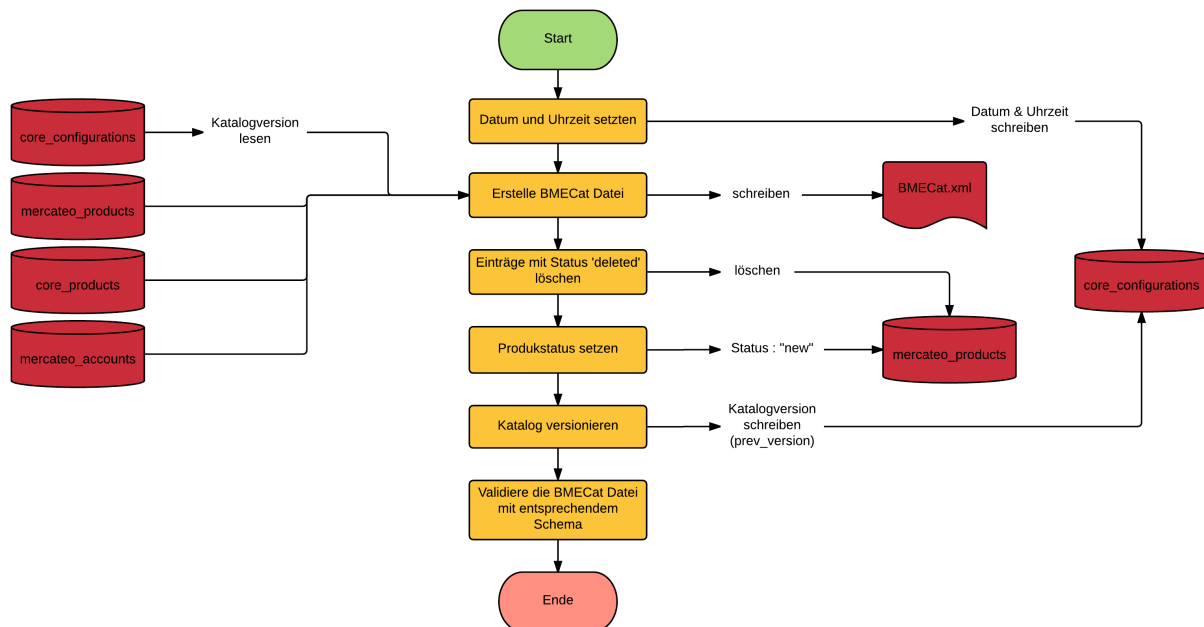 Start
Datum und Uhrzeit setzten
Datum & Uhrzeit
schreiben
core_configurations
Katalogversion
lesen
Erstelle BMECat Datei
schreiben
BMECat.xml
mercateo_products
core_products
mercateo_accounts
Einträge mit Status 'deleted'
löschen
löschen
core_configurations
Produkstatus setzen
Status : "new"
mercateo_products
Katalog versionieren
Katalogversion
schreiben
(prev_version)
Validiere die BMECat Datei
mit entsprechendem
Schema
Ende